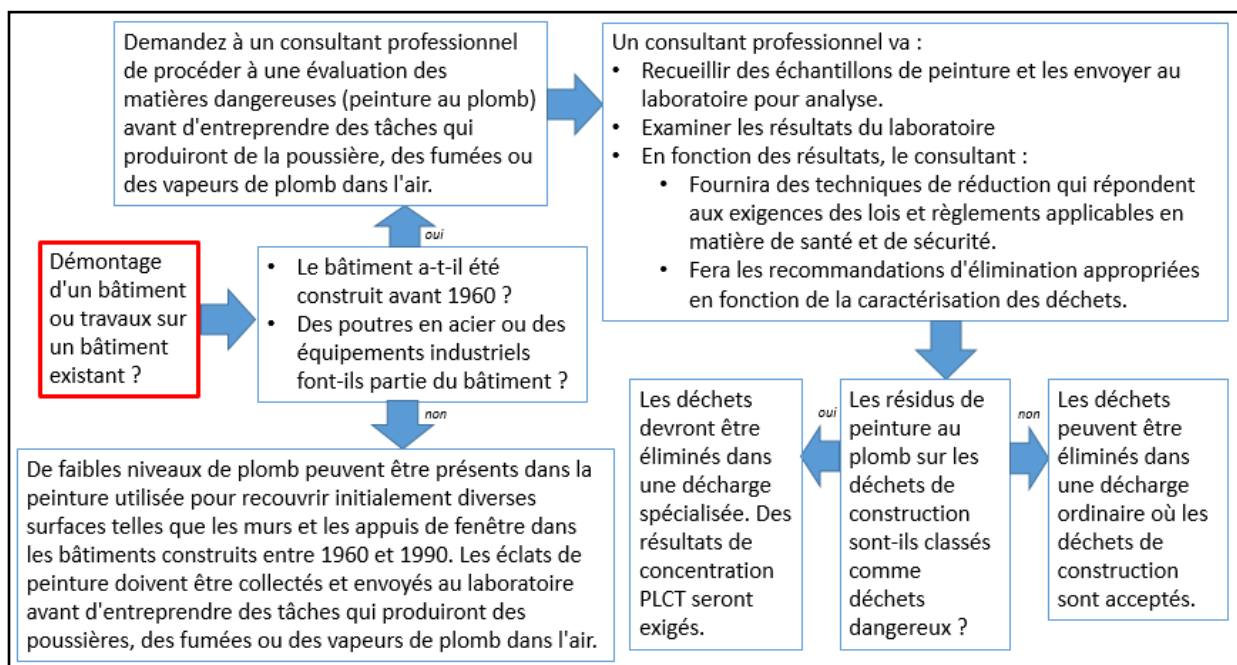 Demandez à un consultant professionnel
de procéder à une évaluation des
matières dangereuses (peinture au plomb)
avant d'entreprendre des tâches qui
produiront de la poussière, des fumées ou
des vapeurs de plomb dans l'air.
Un consultant professionnel va :
• Recueillir des échantillons de peinture et les envoyer au
laboratoire pour analyse.
• Examiner les résultats du laboratoire
• En fonction des résultats, le consultant :
• Fournira des techniques de réduction qui répondent
aux exigences des lois et règlements applicables en
matière de santé et de sécurité.
• Fera les recommandations d'élimination appropriées
en fonction de la caractérisation des déchets.
oui
Démontage
d'un bâtiment
ou travaux sur
un bâtiment
existant ?
• Le bâtiment a-t-il été
construit avant 1960 ?
• Des poutres en acier ou des
équipements industriels
font-ils partie du bâtiment ?
non
De faibles niveaux de plomb peuvent être présents dans la
peinture utilisée pour recouvrir initialement diverses
surfaces telles que les murs et les appuis de fenêtre dans
les bâtiments construits entre 1960 et 1990. Les éclats de
peinture doivent être collectés et envoyés au laboratoire
avant d'entreprendre des tâches qui produiront des
poussières, des fumées ou des vapeurs de plomb dans l'air.
Les déchets
devront être
éliminés dans
une décharge
spécialisée. Des
résultats de
concentration
PLCT seront
exigés.
oui
Les résidus de
peinture au
plomb sur les
déchets de
construction
sont-ils classés
comme
déchets
dangereux ?
non
Les déchets
peuvent être
éliminés dans
une décharge
ordinaire où les
déchets de
construction
sont acceptés.